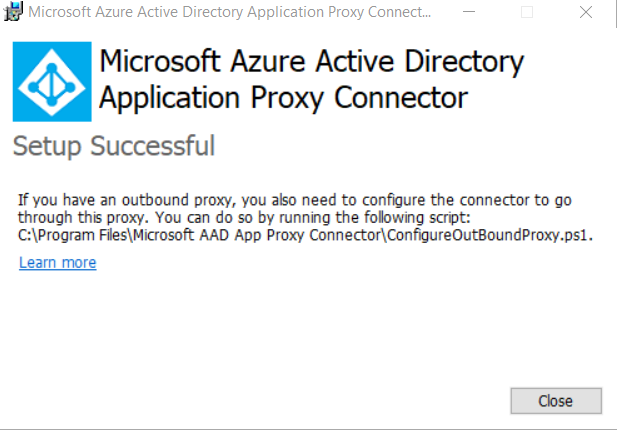 Microsoft Azure Active Directory Application Proxy Connect...
Microsoft Azure Active Directory
Application Proxy Connector
Setup Successful
If you have an outbound proxy, you also need to configure the connector to go
through this proxy. You can do so by running the following script:
C:\Program Files\Microsoft AAD App Proxy Connector\ConfigureOutBoundProxy.ps1.
Learn more
Close